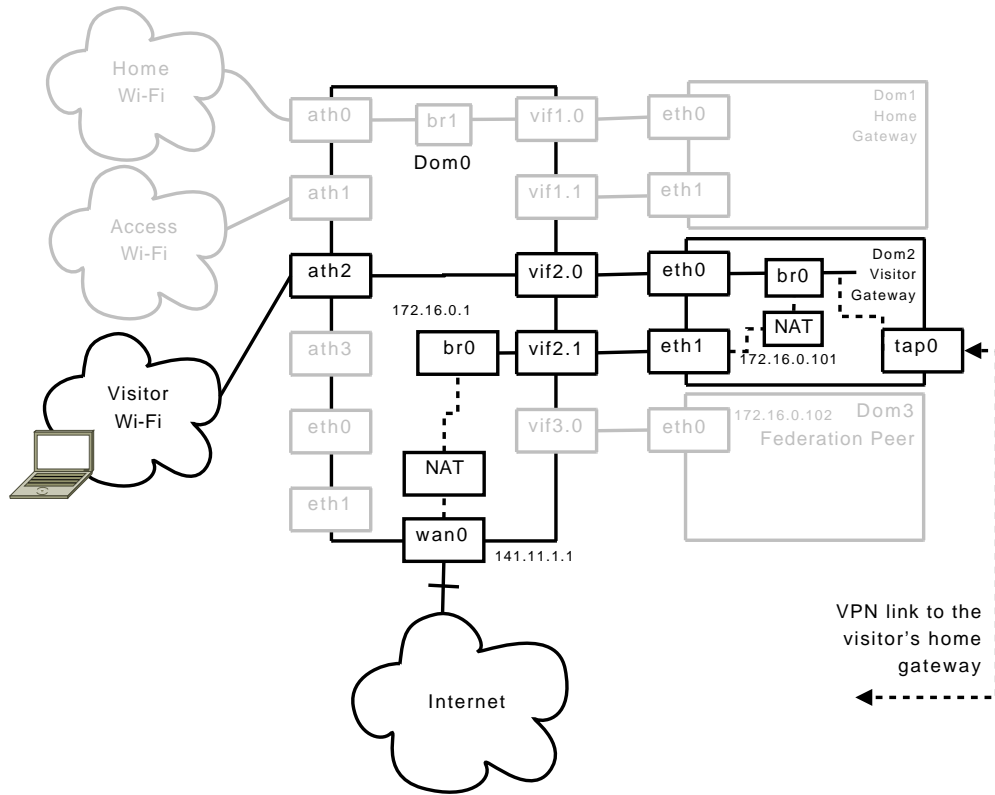 Home
Wi-Fi
ath0
br1
vif1.0
eth0
Dom1
Home
Gateway
Dom0
ath1
vif1.1
eth1
Access
Wi-Fi
ath2
vif2.0
eth0
br0
Dom2
Visitor
Gateway
172.16.0.1
NAT
ath3
br0
vif2.1
eth1
172.16.0.101
tap0
Visitor
Wi-Fi
eth0
vif3.0
eth0
172.16.0.102
Dom3
Federation Peer
NAT
eth1
wan0
141.11.1.1
VPN link to the
visitor's home
gateway
Internet